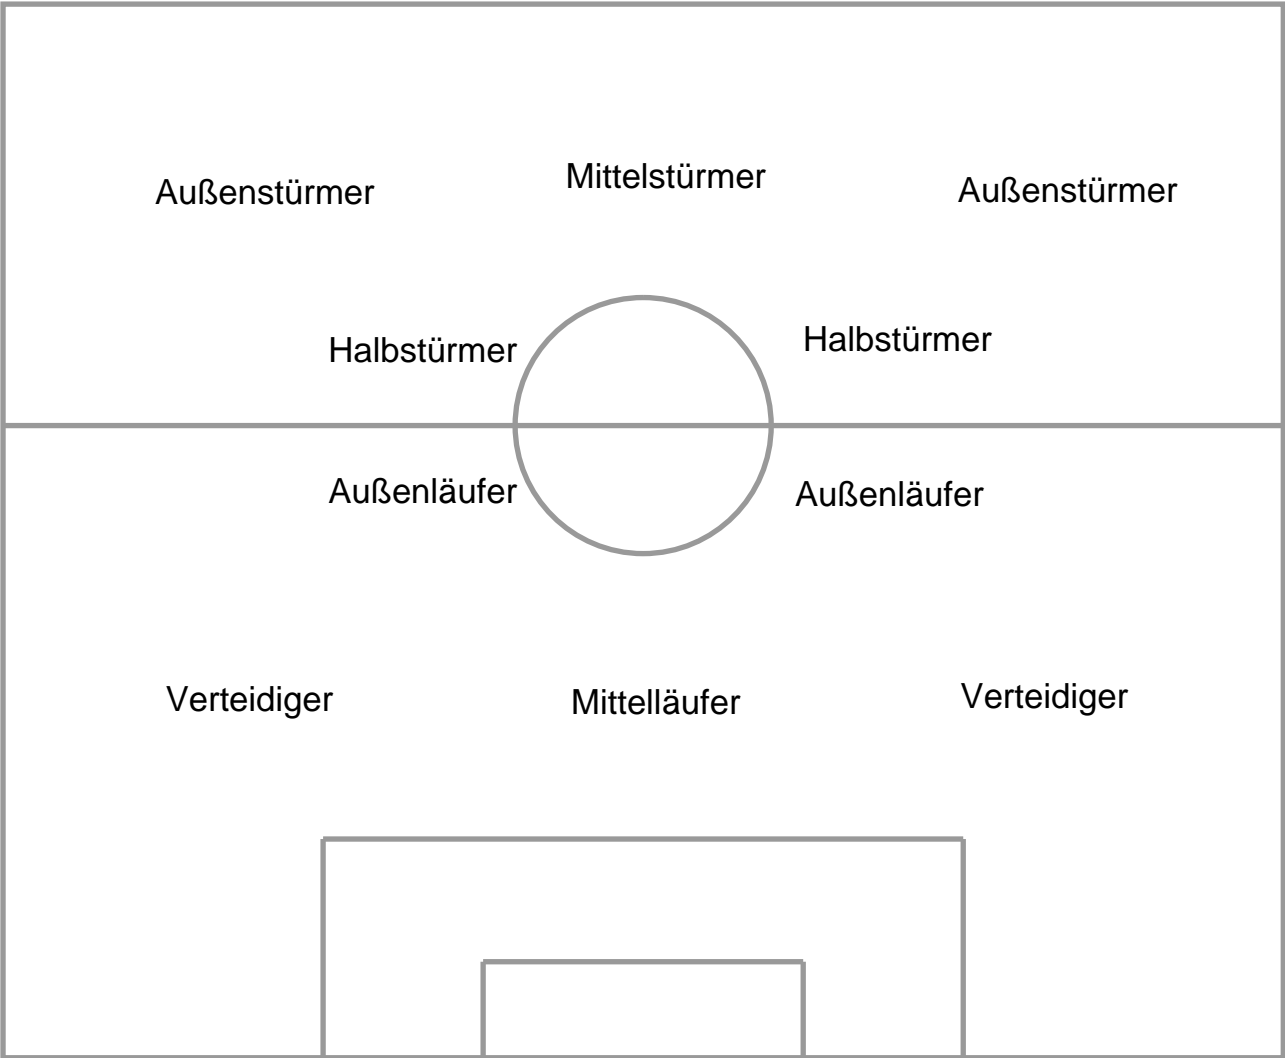 Außenstürmer
Mittelstürmer
Außenstürmer
Halbstürmer
Halbstürmer
Außenläufer
Außenläufer
Verteidiger
Mittelläufer
Verteidiger